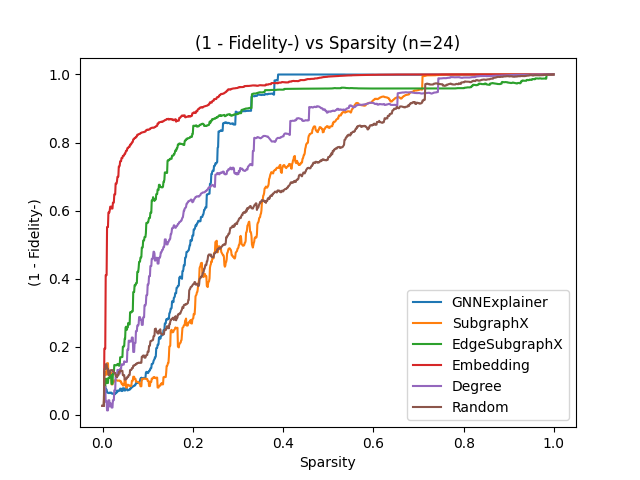 (1 - Fidelity-) vs Sparsity (n=24)
(1 - Fidelity-)
1.0
0.8
0.6
0.4
0.2
0.0
GNNExplainer
SubgraphX
EdgeSubgraphX
Embedding
Degree
Random
0.0 0.2 0.4 0.6 0.8 1.0
Sparsity